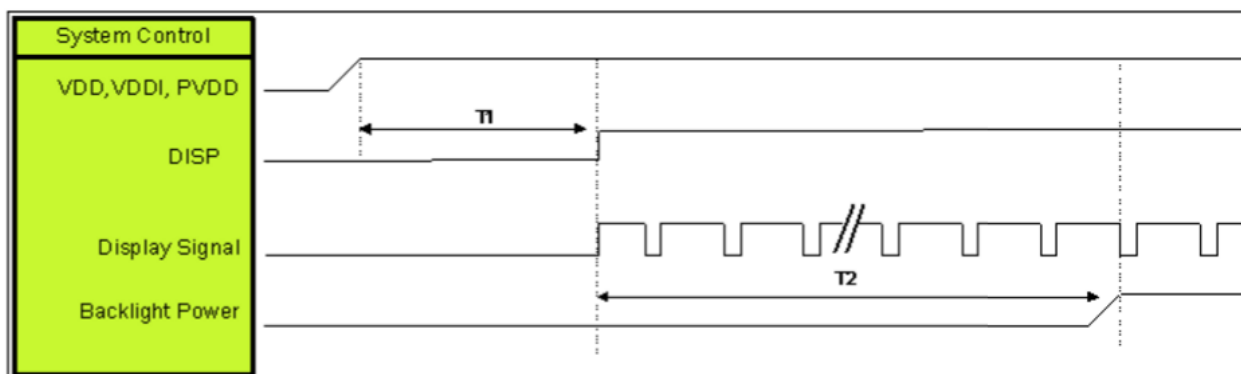 System Control
VDD,VDDI, PVDD
T1
DISP
Display Signal
T2
Backlight Power